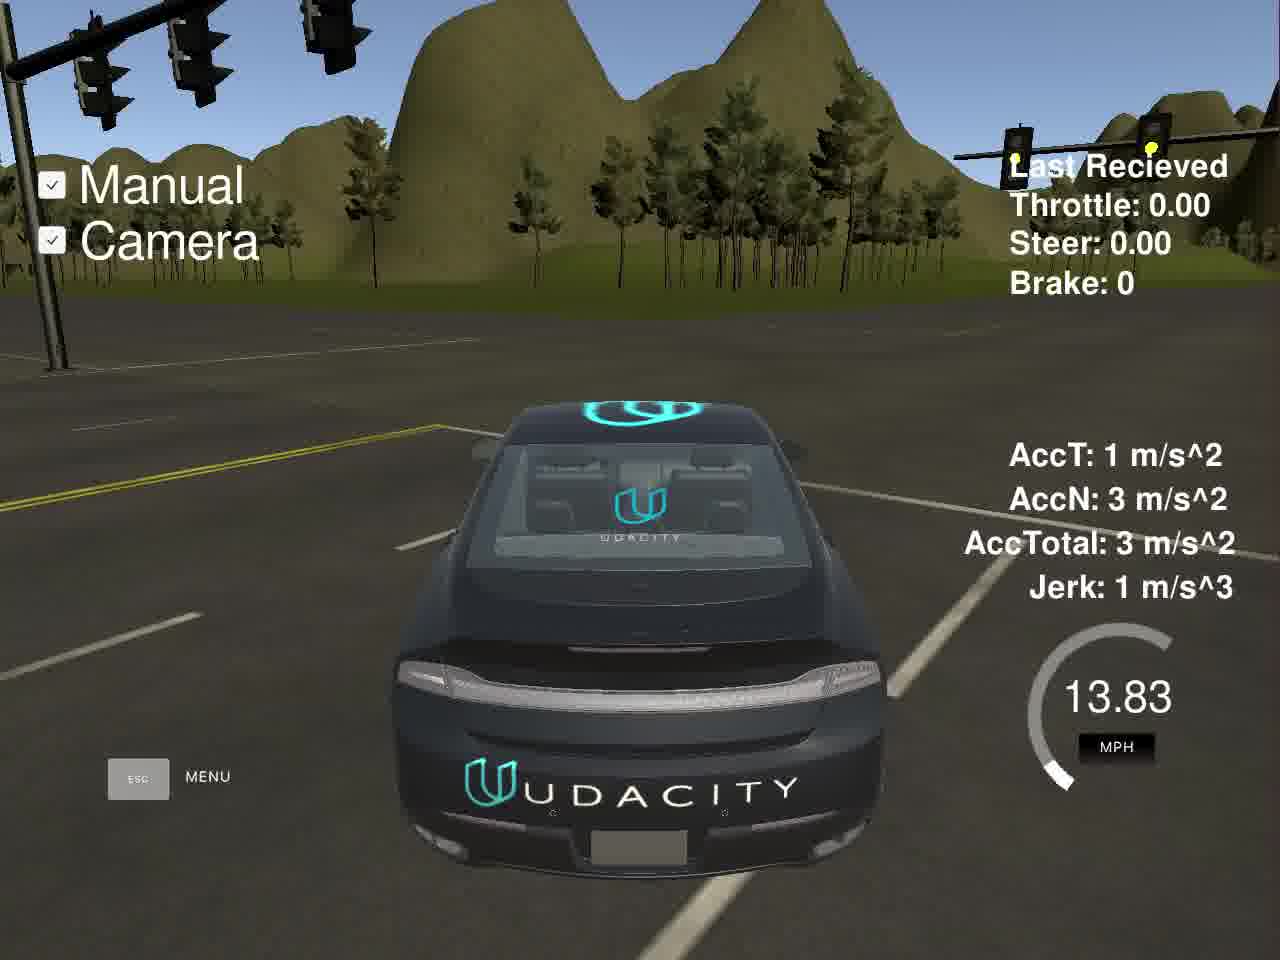 Manual
Camera
Last Recieved
Throttle: 0.00
Steer: 0.00
Brake: 0
AccT: 1 m/s^2
AccN: 3 m/s^2
AccTotal: 3 m/s^2
Jerk: 1 m/s^3
UDACITY
13.83
MPH
ESC MENU
UDACITY